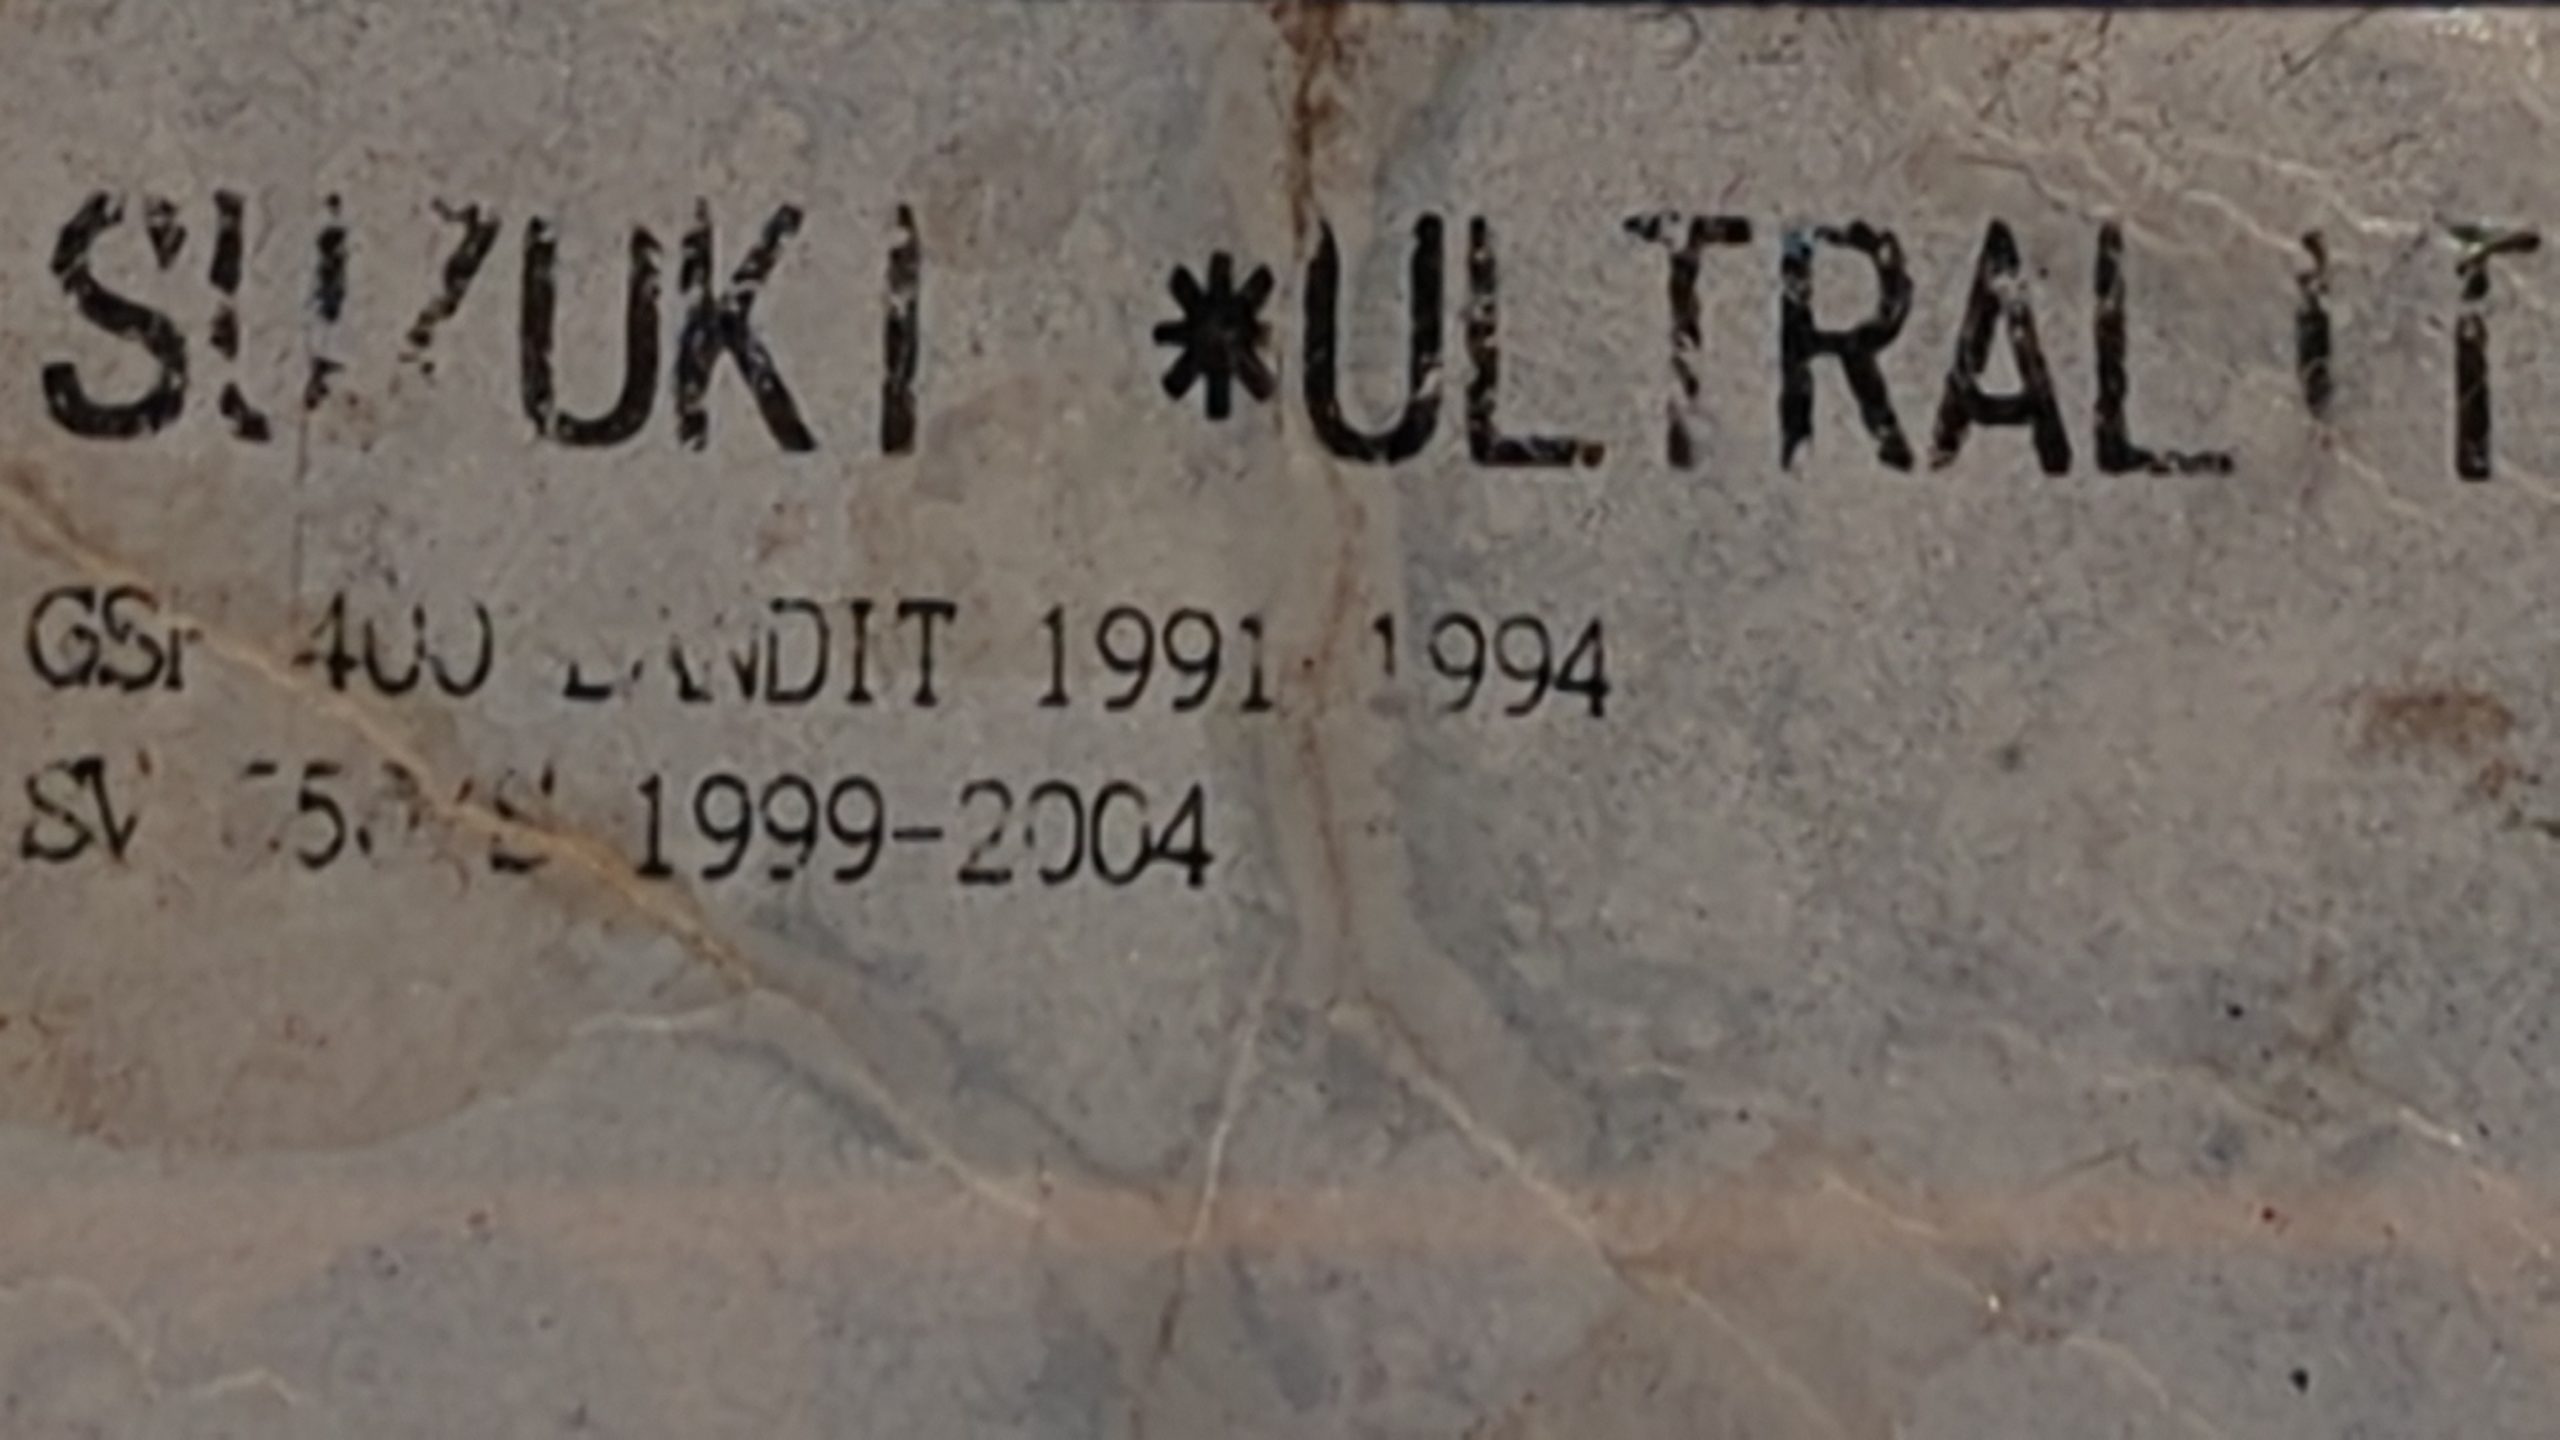 SUZUKI *ULTRALIT
GSF 400 BANDIT 1991-1994
SV 1999-2004